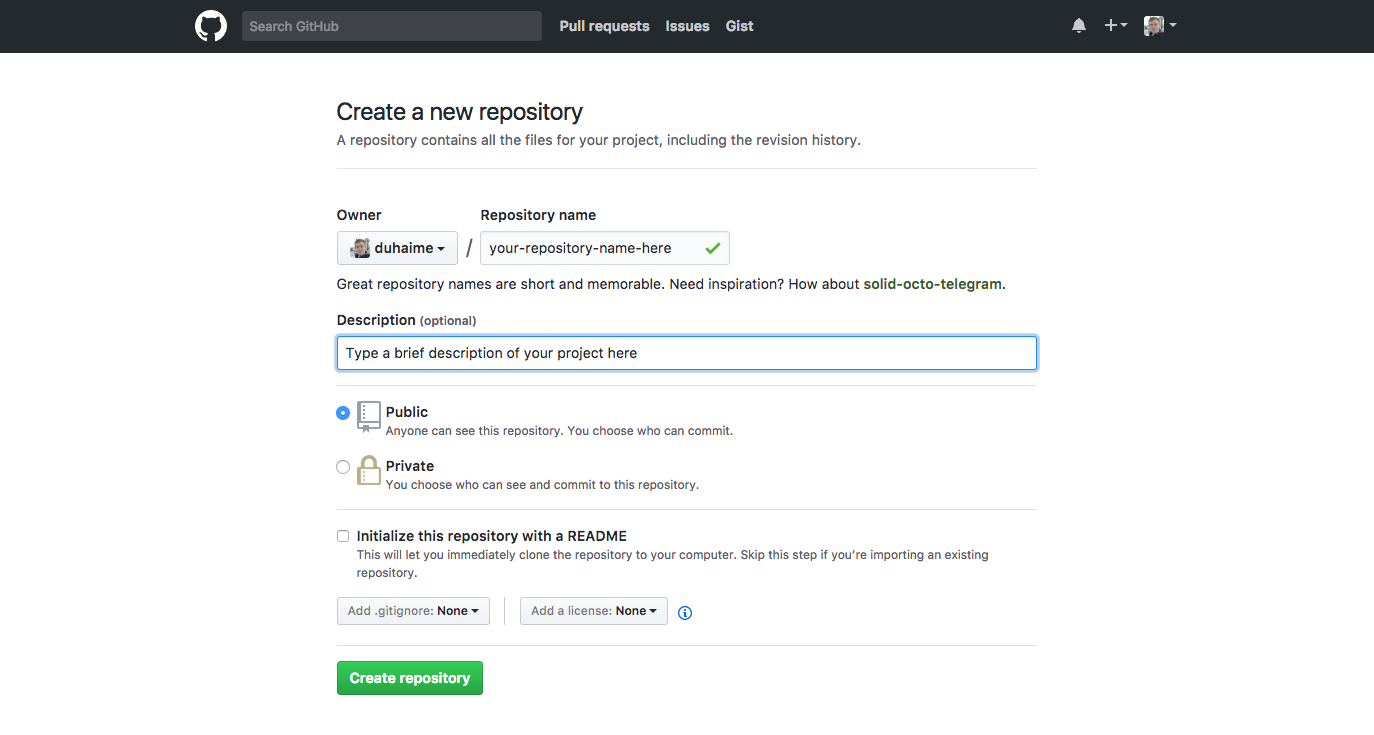 Search GitHub Pull requests Issues Gist
Create a new repository
A repository contains all the files for your project, including the revision history.
Owner Repository name
duhaime / your-repository-name-here
Great repository names are short and memorable. Need inspiration? How about solid-octo-telegram.
Description (optional)
Type a brief description of your project here
Public
Anyone can see this repository. You choose who can commit.
Private
You choose who can see and commit to this repository.
Initialize this repository with a README
This will let you immediately clone the repository to your computer. Skip this step if you’re importing an existing
repository.
Add .gitignore: None Add a license: None
Create repository